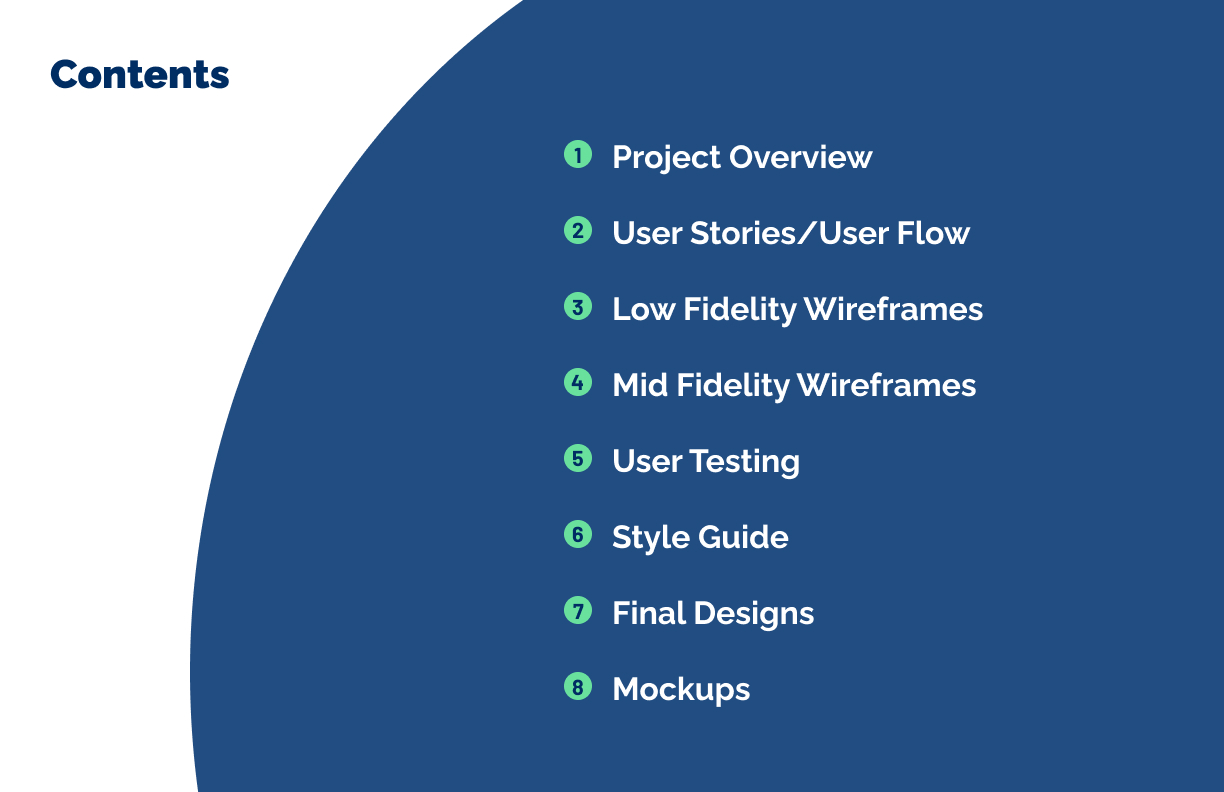 Contents
1 Project Overview
2 User Stories/User Flow
3 Low Fidelity Wireframes
4 Mid Fidelity Wireframes
5 User Testing
6 Style Guide
7 Final Designs
8 Mockups